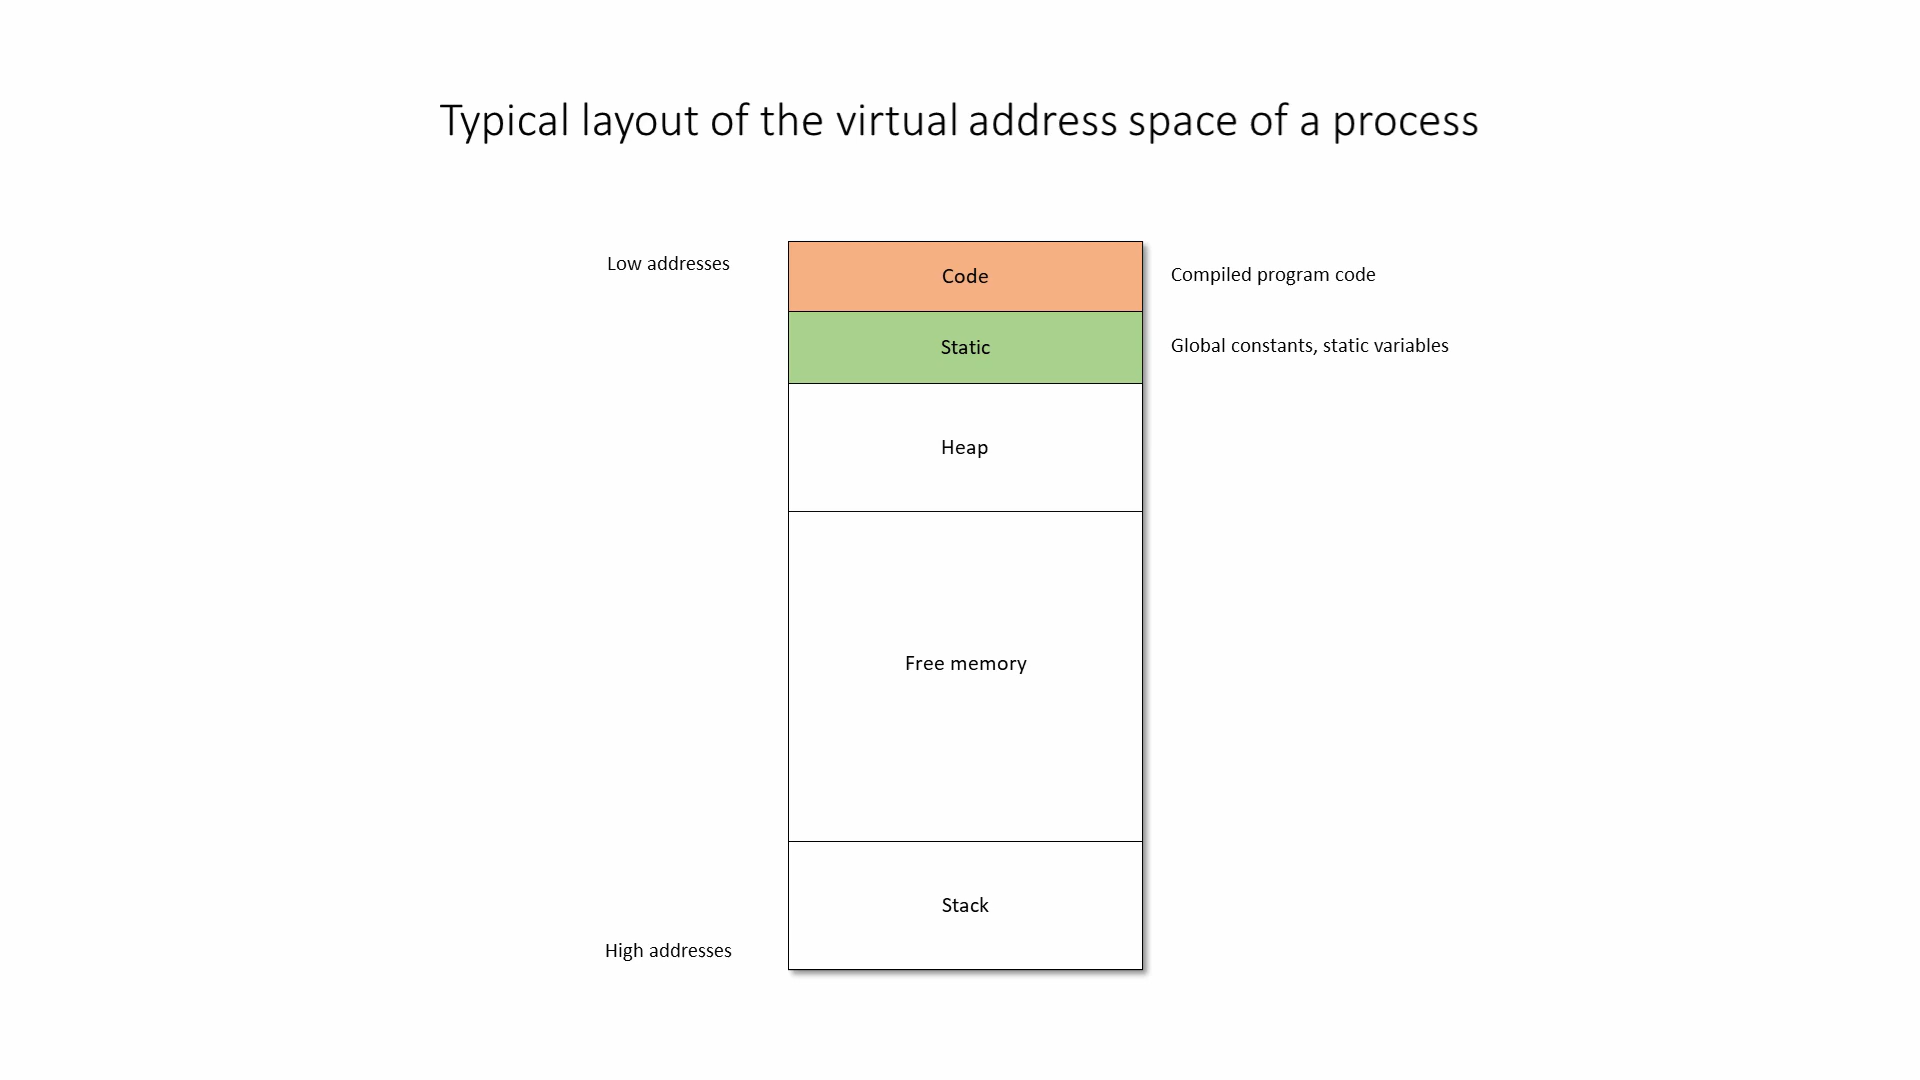 Typical layout of the virtual address space of a process
Low addresses
Code
Compiled program code
Static
Global constants, static variables
Heap
Free memory
Stack
High addresses